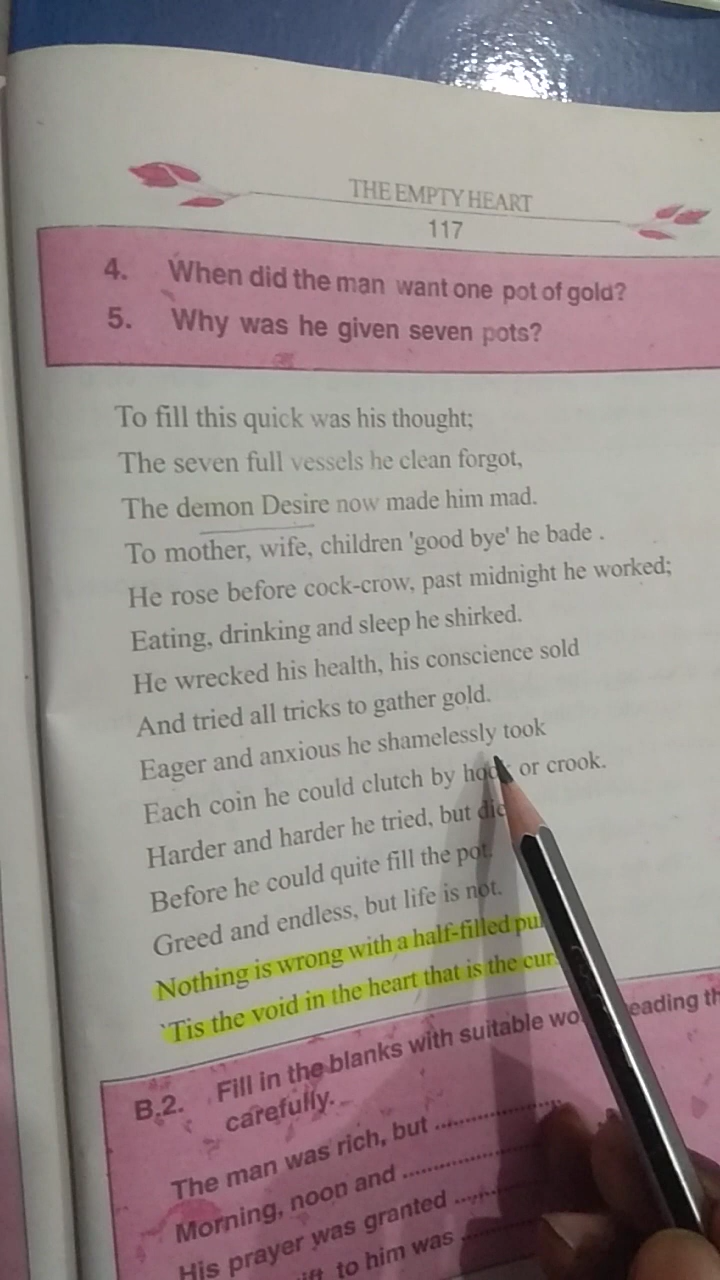 THE EMPTY HEART
117
4. When did the man want one pot of gold?
5. Why was he given seven pots?
To fill this quick was his thought;
The seven full vessels he clean forgot,
The demon Desire now made him mad.
To mother, wife, children 'good bye' he bade .
He rose before cock-crow, past midnight he worked;
Eating, drinking and sleep he shirked.
He wrecked his health, his conscience sold
And tried all tricks to gather gold.
Eager and anxious he shamelessly took
Each coin he could clutch by hook or crook.
Harder and harder he tried, but
Before he could quite fill the pot.
Greed and endless, but life is not.
Nothing is wrong with a half-filled
`Tis the void in the heart that is the
B.2. Fill in the blanks with suitable
carefully.
The man was rich, but ....................
Morning, noon and ....................
His prayer was granted ..........
to him was ..........